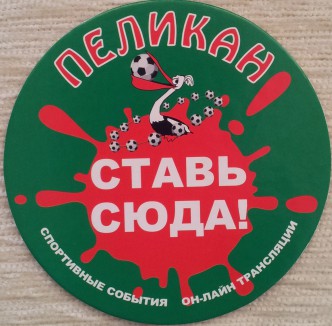 ПЕЛИКАН
СТАВЬ
СЮДА!
СПОРТИВНЫЕ СОБЫТИЯ ОН-ЛАЙН ТРАНСЛЯЦИИ